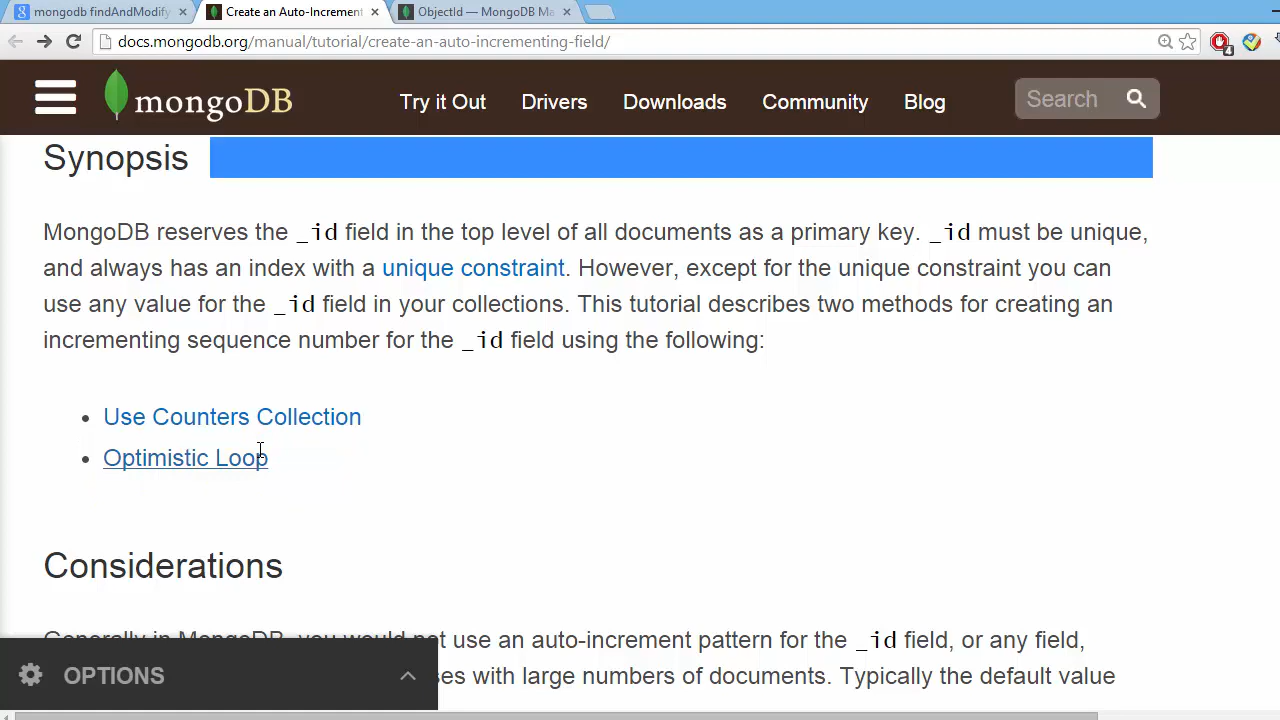 mongodb findAndModify
Create an Auto-Increment
ObjectId — MongoDB Ma
docs.mongodb.org/manual/tutorial/create-an-auto-incrementing-field/
4
mongoDB
Try it Out
Drivers
Downloads
Community
Blog
Search
Synopsis
MongoDB reserves the _id field in the top level of all documents as a primary key. _id must be unique,
and always has an index with a unique constraint. However, except for the unique constraint you can
use any value for the _id field in your collections. This tutorial describes two methods for creating an
incrementing sequence number for the _id field using the following:
• Use Counters Collection
• Optimistic Loop
Considerations
Generally in MongoDB, you would not use an auto-increment pattern for the _id field, or any field,
ses with large numbers of documents. Typically the default value
OPTIONS